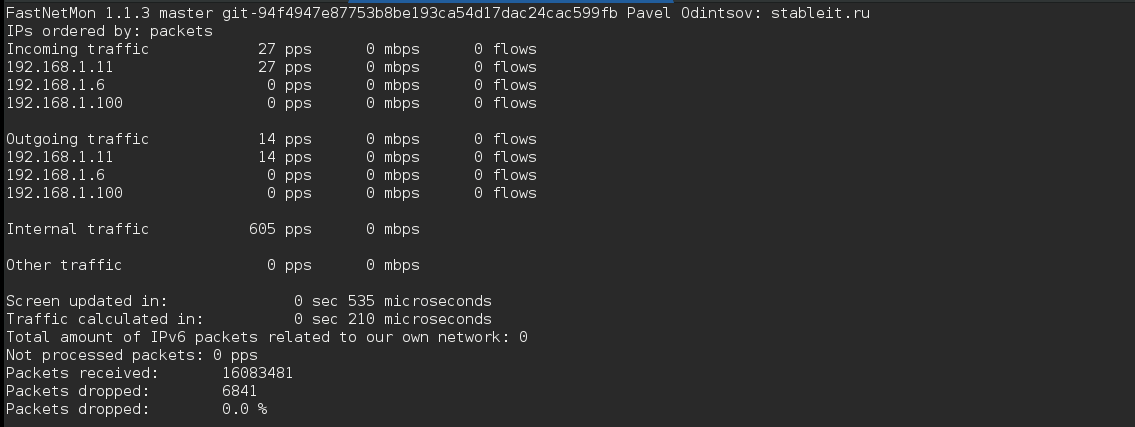 FastNetMon 1.1.3 master git-94f4947e87753b8be193ca54d17dac24cac599fb Pavel Odintsov: stableit.ru
IPs ordered by: packets
Incoming traffic 27 pps 0 mbps 0 flows
192.168.1.11 27 pps 0 mbps 0 flows
192.168.1.6 0 pps 0 mbps 0 flows
192.168.1.100 0 pps 0 mbps 0 flows
Outgoing traffic 14 pps 0 mbps 0 flows
192.168.1.11 14 pps 0 mbps 0 flows
192.168.1.6 0 pps 0 mbps 0 flows
192.168.1.100 0 pps 0 mbps 0 flows
Internal traffic 605 pps 0 mbps
Other traffic 0 pps 0 mbps
Screen updated in: 0 sec 535 microseconds
Traffic calculated in: 0 sec 210 microseconds
Total amount of IPv6 packets related to our own network: 0
Not processed packets: 0 pps
Packets received: 16083481
Packets dropped: 6841
Packets dropped: 0.0 %